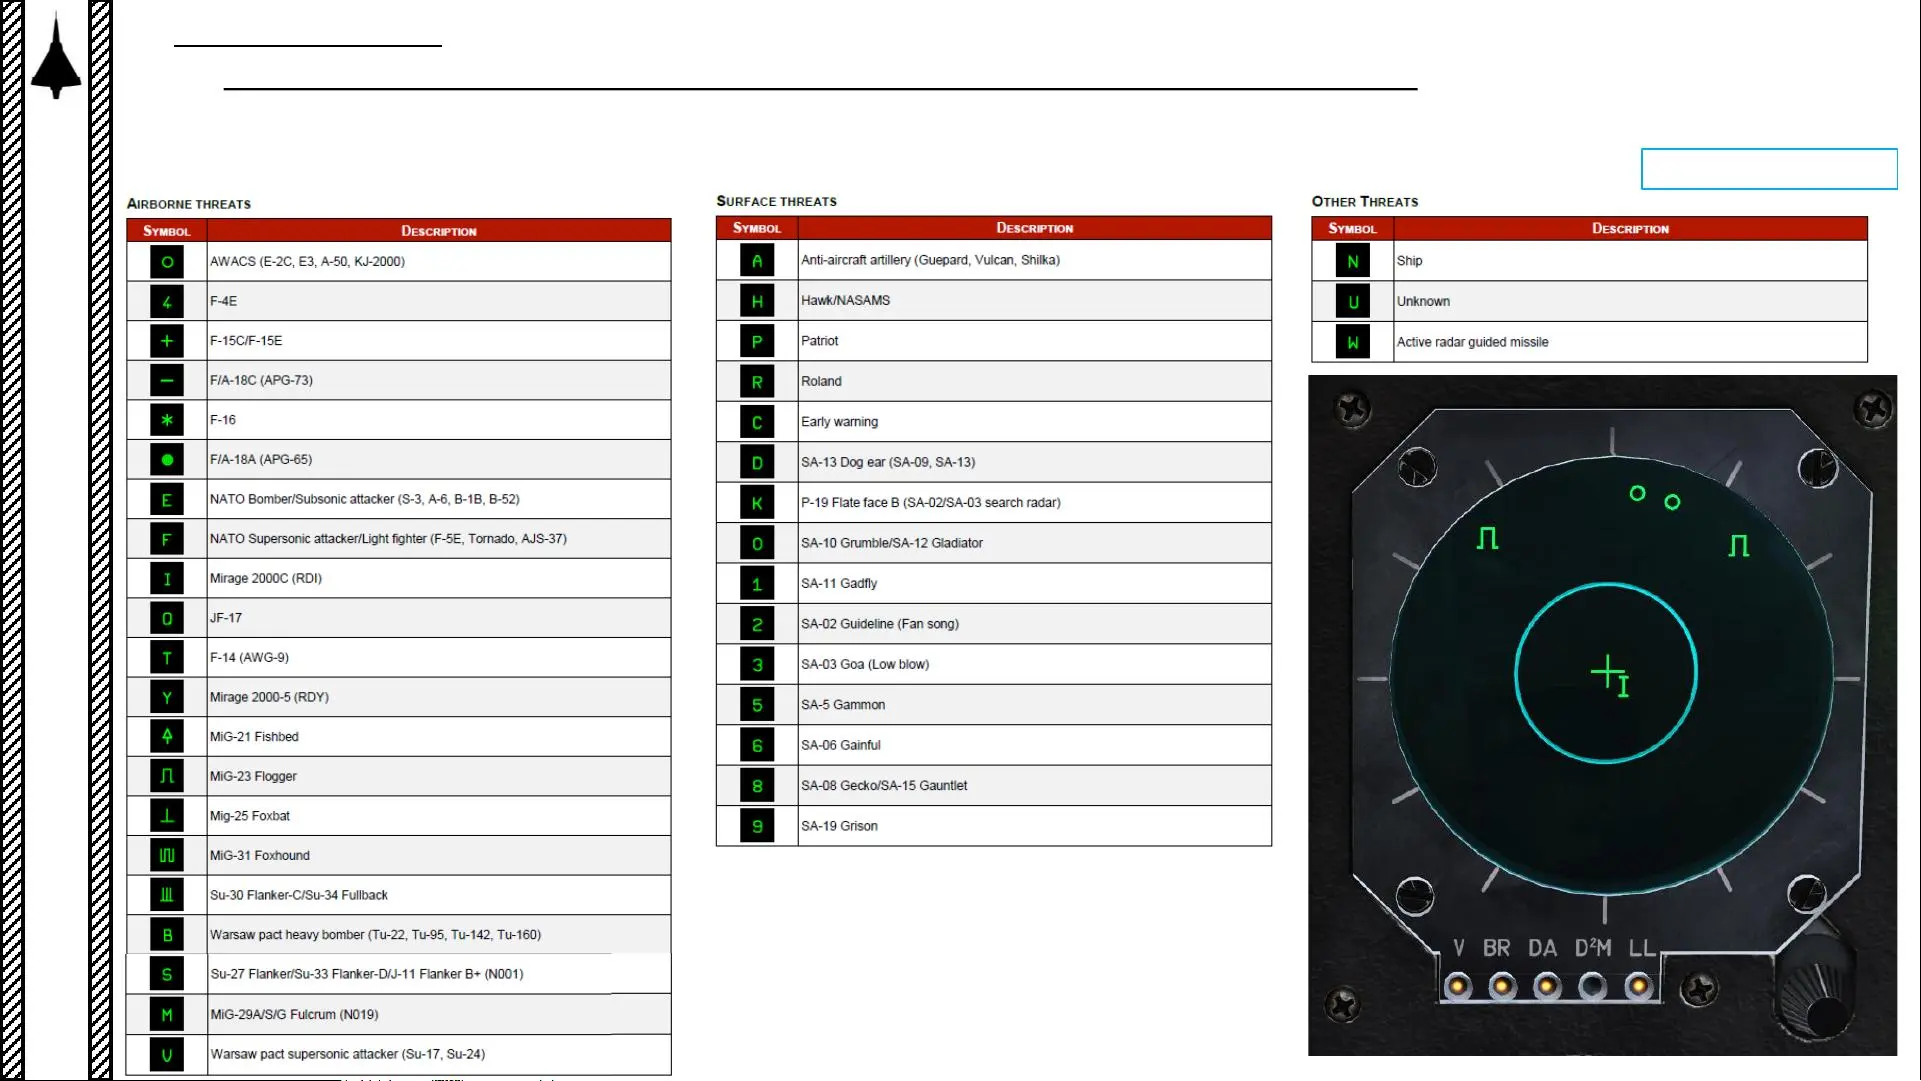 AIRBORNE THREATS
SYMBOL DESCRIPTION
O AWACS (E-2C, E3, A-50, KJ-2000)
4 F-4E
+ F-15C/F-15E
— F/A-18C (APG-73)
* F-16
● F/A-18A (APG-65)
E NATO Bomber/Subsonic attacker (S-3, A-6, B-1B, B-52)
F NATO Supersonic attacker/Light fighter (F-5E, Tornado, AJS-37)
I Mirage 2000C (RDI)
Q JF-17
T F-14 (AWG-9)
Y Mirage 2000-5 (RDY)
MiG-21 Fishbed
MiG-23 Flogger
Mig-25 Foxbat
MiG-31 Foxhound
Su-30 Flanker-C/Su-34 Fullback
B Warsaw pact heavy bomber (Tu-22, Tu-95, Tu-142, Tu-160)
S Su-27 Flanker/Su-33 Flanker-D/J-11 Flanker B+ (N001)
M MiG-29A/S/G Fulcrum (N019)
V Warsaw pact supersonic attacker (Su-17, Su-24)
SURFACE THREATS
SYMBOL DESCRIPTION
A Anti-aircraft artillery (Guepard, Vulcan, Shilka)
H Hawk/NASAMS
P Patriot
R Roland
C Early warning
D SA-13 Dog ear (SA-09, SA-13)
K P-19 Flate face B (SA-02/SA-03 search radar)
0 SA-10 Grumble/SA-12 Gladiator
1 SA-11 Gadfly
2 SA-02 Guideline (Fan song)
3 SA-03 Goa (Low blow)
5 SA-5 Gammon
6 SA-06 Gainful
8 SA-08 Gecko/SA-15 Gauntlet
9 SA-19 Grison
OTHER THREATS
SYMBOL DESCRIPTION
N Ship
U Unknown
W Active radar guided missile
I
V BR DA D²M LL